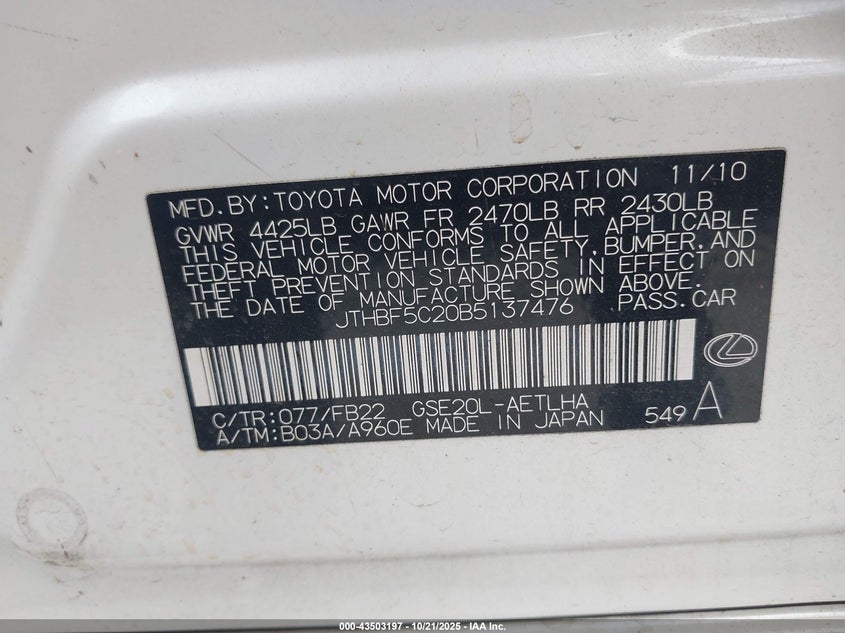 MFD.BY:TOYOTA MOTOR CORPORATION 11/10
GVWR 4425LB GAWR FR 2470LB RR 2430LB
THIS VEHICLE CONFORMS TO ALL APPLICABLE
FEDERAL MOTOR VEHICLE SAFETY,BUMPER,AND
THEFT PREVENTION STANDARDS IN EFFECT ON
THE DATE OF MANUFACTURE SHOWN ABOVE.
JTHBF5C20B5137476 PASS.CAR
C/TR:077/FB22 GSE20L-AETLHA
A/TM:B03A/A960E MADE IN JAPAN 549 A
000-43503197 - 10/21/2025 - IAA Inc.